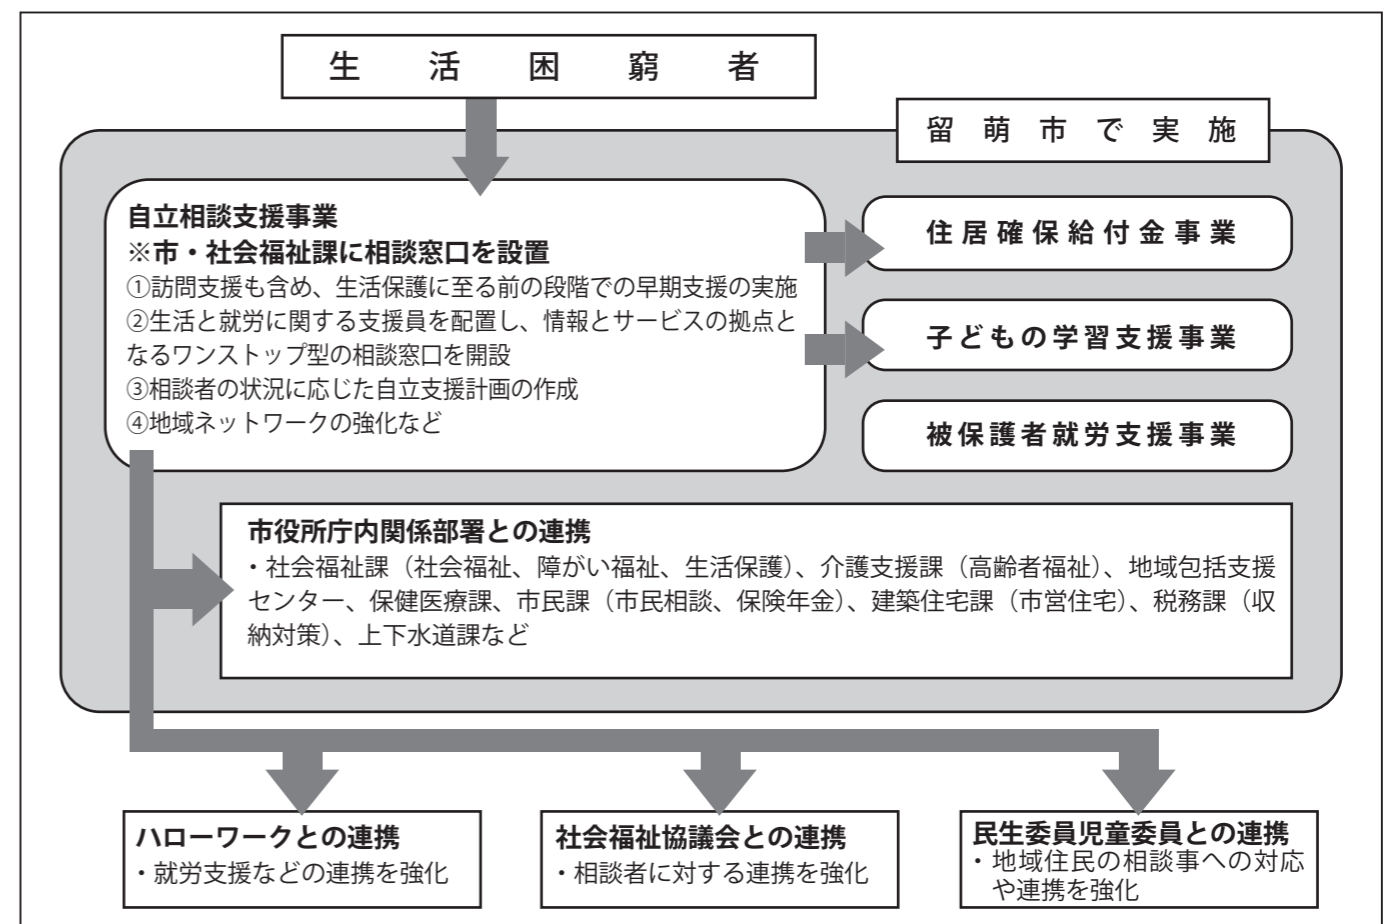 生活困窮者
留萌市で実施
自立相談支援事業
※市・社会福祉課に相談窓口を設置
①訪問支援も含め、生活保護に至る前の段階での早期支援の実施
②生活と就労に関する支援員を配置し、情報とサービスの拠点と
なるワンストップ型の相談窓口を開設
③相談者の状況に応じた自立支援計画の作成
④地域ネットワークの強化など
住居確保給付金事業
子どもの学習支援事業
被保護者就労支援事業
市役所庁内関係部署との連携
・社会福祉課（社会福祉、障がい福祉、生活保護）、介護支援課（高齢者福祉）、地域包括支援
センター、保健医療課、市民課（市民相談、保険年金）、建築住宅課（市営住宅）、税務課（収
納対策）、上下水道課など
ハローワークとの連携
・就労支援などの連携を強化
社会福祉協議会との連携
・相談者に対する連携を強化
民生委員児童委員との連携
・地域住民の相談事への対応
や連携を強化